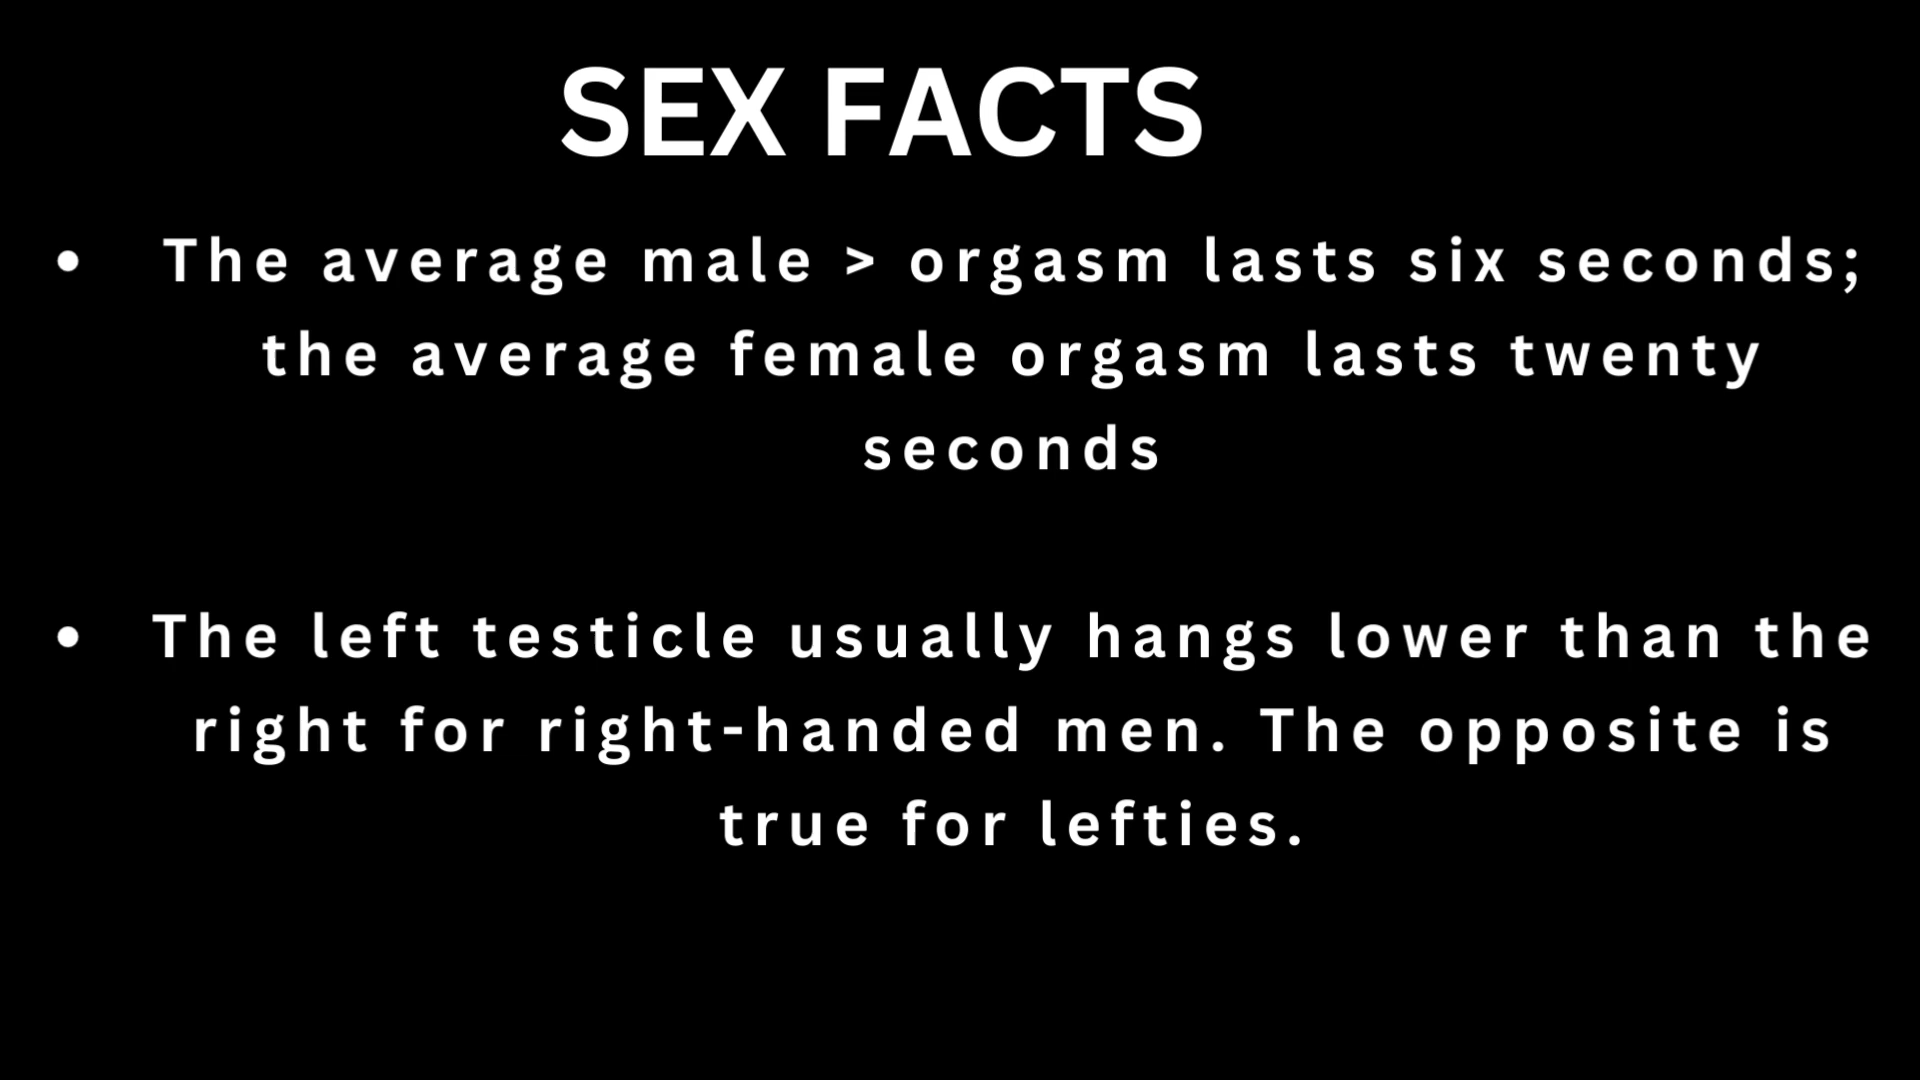 SEX FACTS
• The average male > orgasm lasts six seconds;
the average female orgasm lasts twenty
seconds
• The left testicle usually hangs lower than the
right for right-handed men. The opposite is
true for lefties.